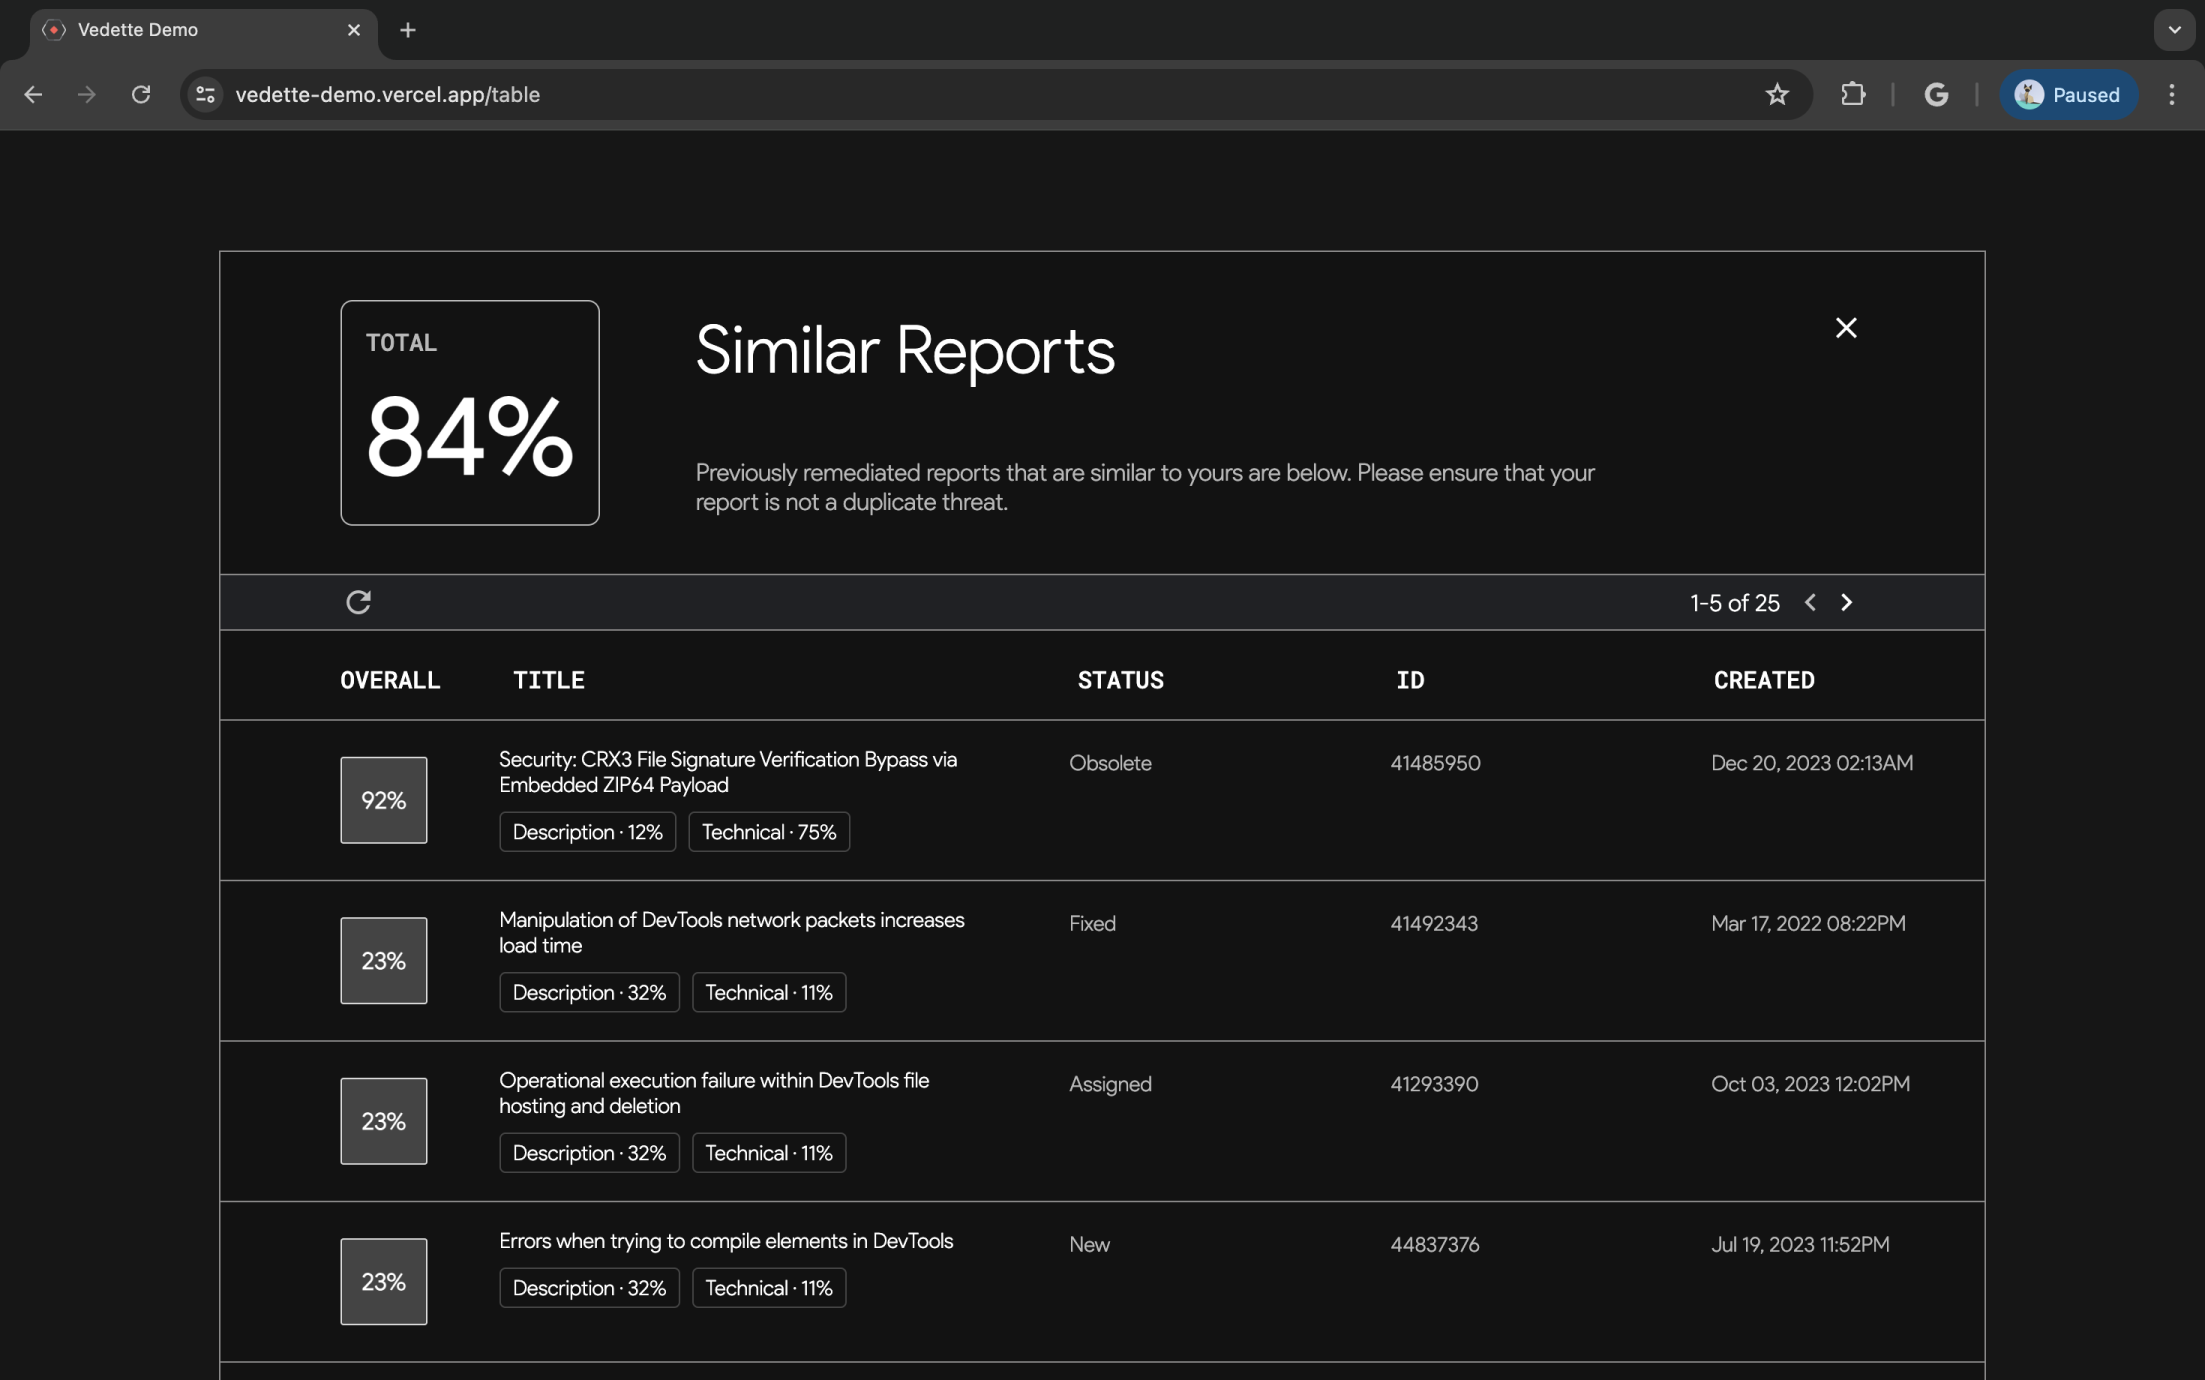 Vedette Demo
vedette-demo.vercel.app/table
Paused
TOTAL
84%
Similar Reports
Previously remediated reports that are similar to yours are below. Please ensure that your
report is not a duplicate threat.
1-5 of 25
OVERALL TITLE STATUS ID CREATED
92%
Security: CRX3 File Signature Verification Bypass via
Embedded ZIP64 Payload
Description · 12% Technical · 75%
Obsolete
41485950
Dec 20, 2023 02:13AM
23%
Manipulation of DevTools network packets increases
load time
Description · 32% Technical · 11%
Fixed
41492343
Mar 17, 2022 08:22PM
23%
Operational execution failure within DevTools file
hosting and deletion
Description · 32% Technical · 11%
Assigned
41293390
Oct 03, 2023 12:02PM
23%
Errors when trying to compile elements in DevTools
Description · 32% Technical · 11%
New
44837376
Jul 19, 2023 11:52PM